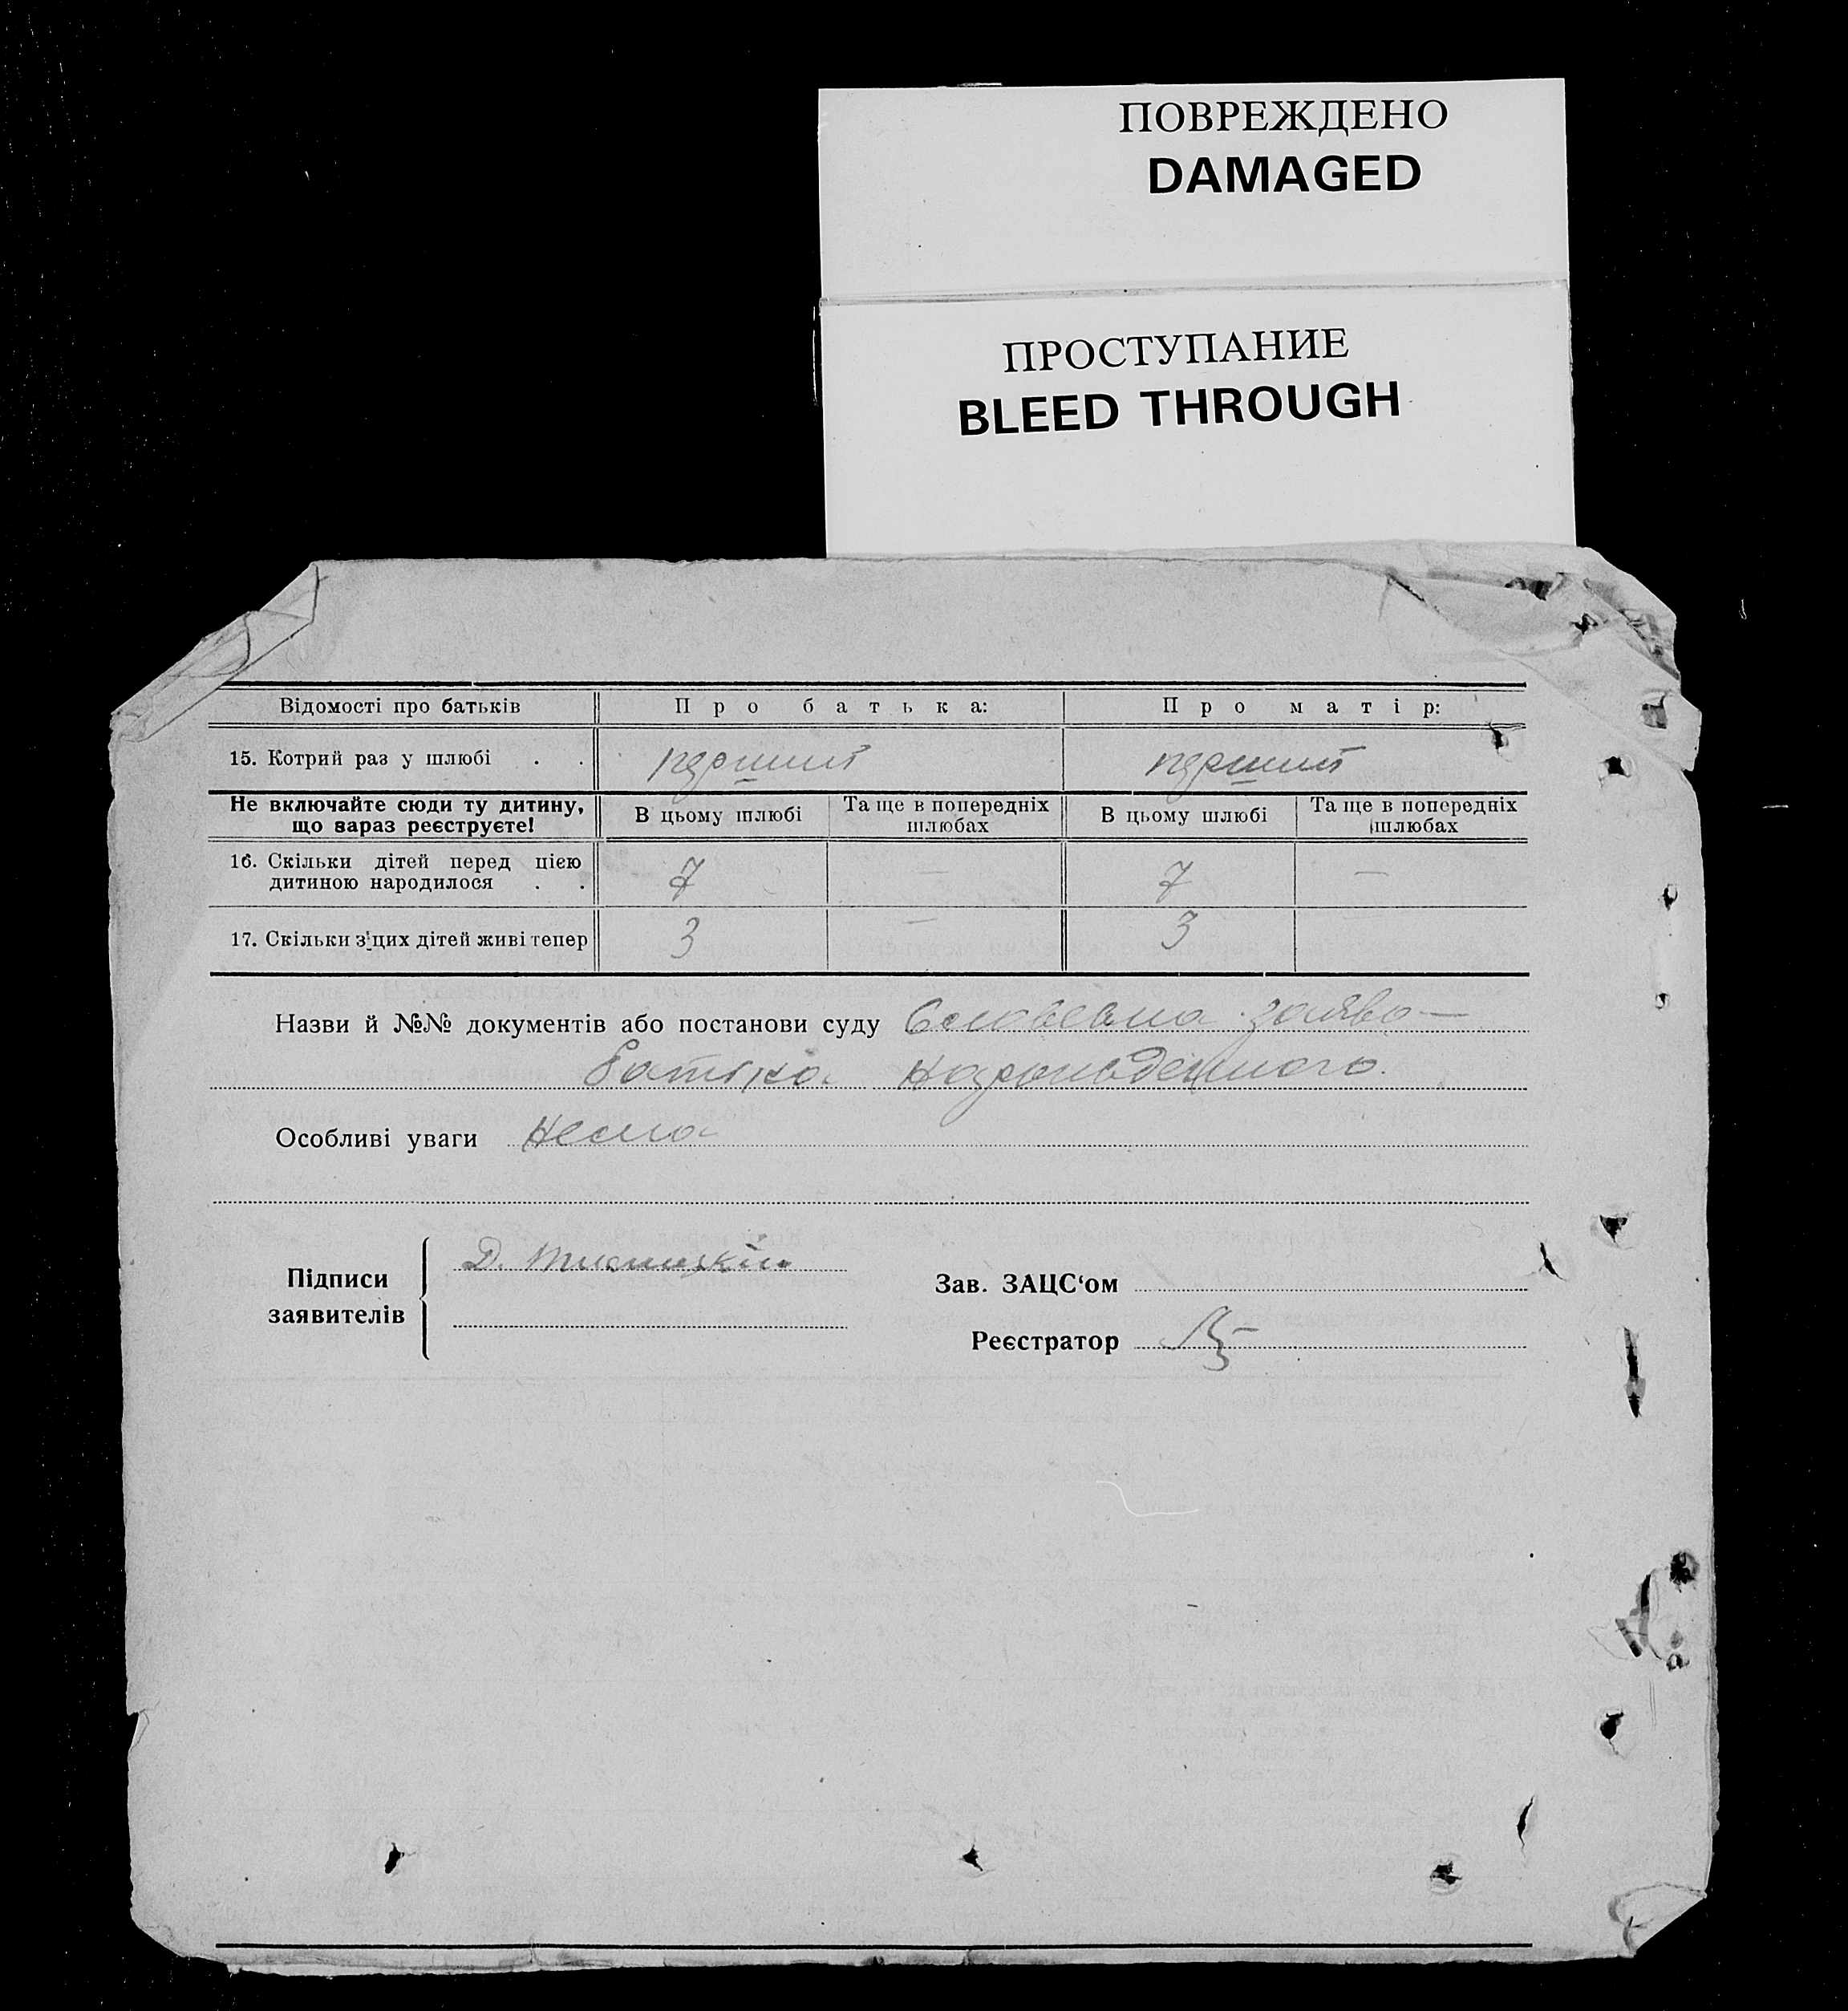 ПОВРЕЖДЕНО
DAMAGED
ПРОСТУПАНИЕ
BLEED THROUGH
Відомості про батьків Про батька: Про матір:
15. Котрий раз у шлюбі . . перший перший
Не включайте сюди ту дитину, що зараз реєструєте! В цьому шлюбі Та ще в попередніх шлюбах В цьому шлюбі Та ще в попередніх шлюбах
16. Скільки дітей перед цією
дитиною народилося . . 7 — 7 —
17. Скільки з цих дітей живі тепер 3 — 3
Назви й №№ документів або постанови суду заява
батька
Особливі уваги Нема
Підписи заявителів Д.
Зав. ЗАЦС‘ом
Реєстратор